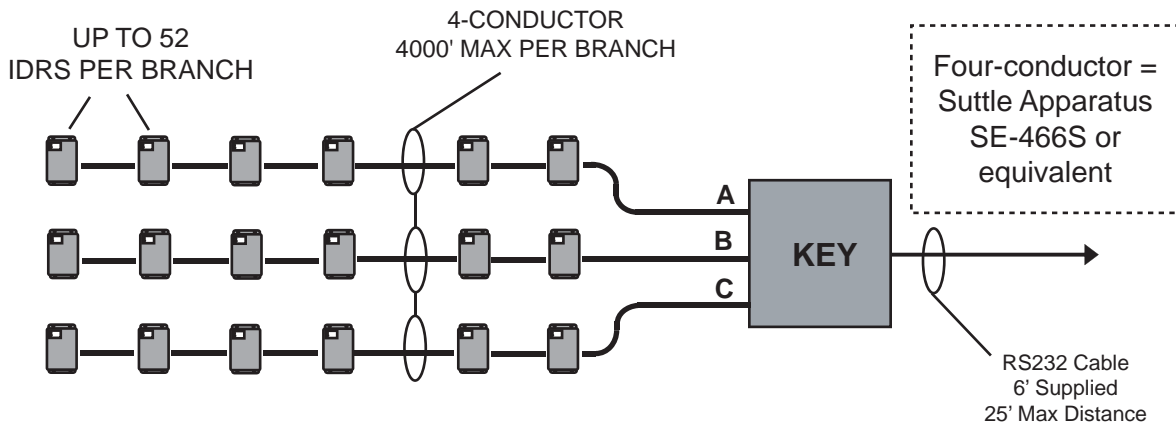 UP TO 52
IDRS PER BRANCH
4-CONDUCTOR
4000' MAX PER BRANCH
Four-conductor =
Suttle Apparatus
SE-466S or
equivalent
A
B
C
KEY
RS232 Cable
6' Supplied
25' Max Distance